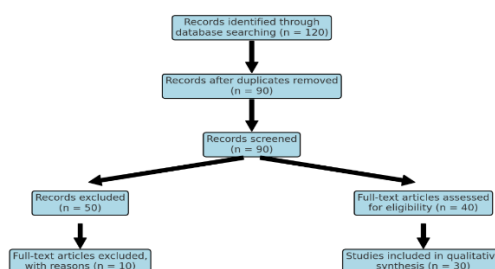 Records identified through
database searching (n = 120)
Records after duplicates removed
(n = 90)
Records screened
(n = 90)
Records excluded
(n = 50)
Full-text articles assessed
for eligibility (n = 40)
Full-text articles excluded,
with reasons (n = 10)
Studies included in qualitative
synthesis (n = 30)